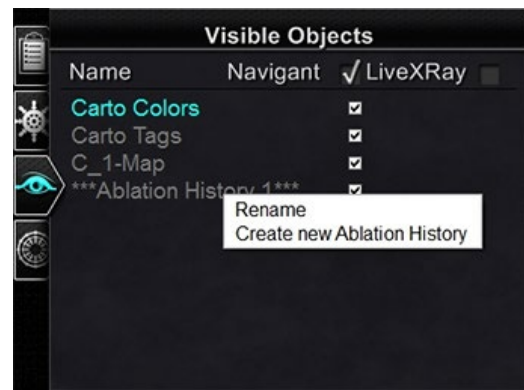 Visible Objects
Name Navigant LiveXRay
Carto Colors
Carto Tags
C_1-Map
***Ablation History 1***
Rename
Create new Ablation History